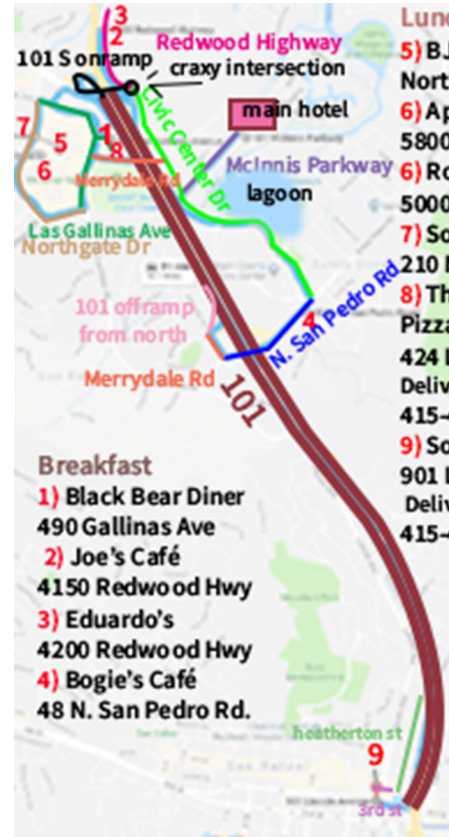 3
2
Redwood Highway
101 S onramp
craxy intersection
main hotel
Civic Center Dr
7
5
6
1
8
Merrydale Rd
McInnis Parkway
lagoon
Las Gallinas Ave
Northgate Dr
101 offramp
from north
4
N. San Pedro Rd
Merrydale Rd
101
Breakfast
1) Black Bear Diner
490 Gallinas Ave
2) Joe's Café
4150 Redwood Hwy
3) Eduardo's
4200 Redwood Hwy
4) Bogie's Café
48 N. San Pedro Rd.
heatherton st
9
3rd st
Lunc
5) BJ
Nort
6) Ap
5800
6) Ro
5000
7) So
210 N
8) Th
Pizza
424 L
Deliv
415-4
9) So
901 L
Deliv
415-4